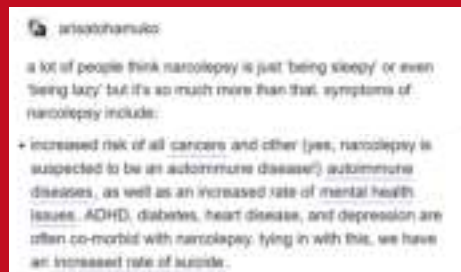 arisatohamuko
a lot of people think narcolepsy is just 'being sleepy' or even
'being lazy' but it's so much more than that. symptoms of
narcolepsy include:
• increased risk of all cancers and other (yes, narcolepsy is
suspected to be an autoimmune disease!) autoimmune
diseases, as well as an increased rate of mental health
issues. ADHD, diabetes, heart disease, and depression are
often co-morbid with narcolepsy. tying in with this, we have
an increased rate of suicide.